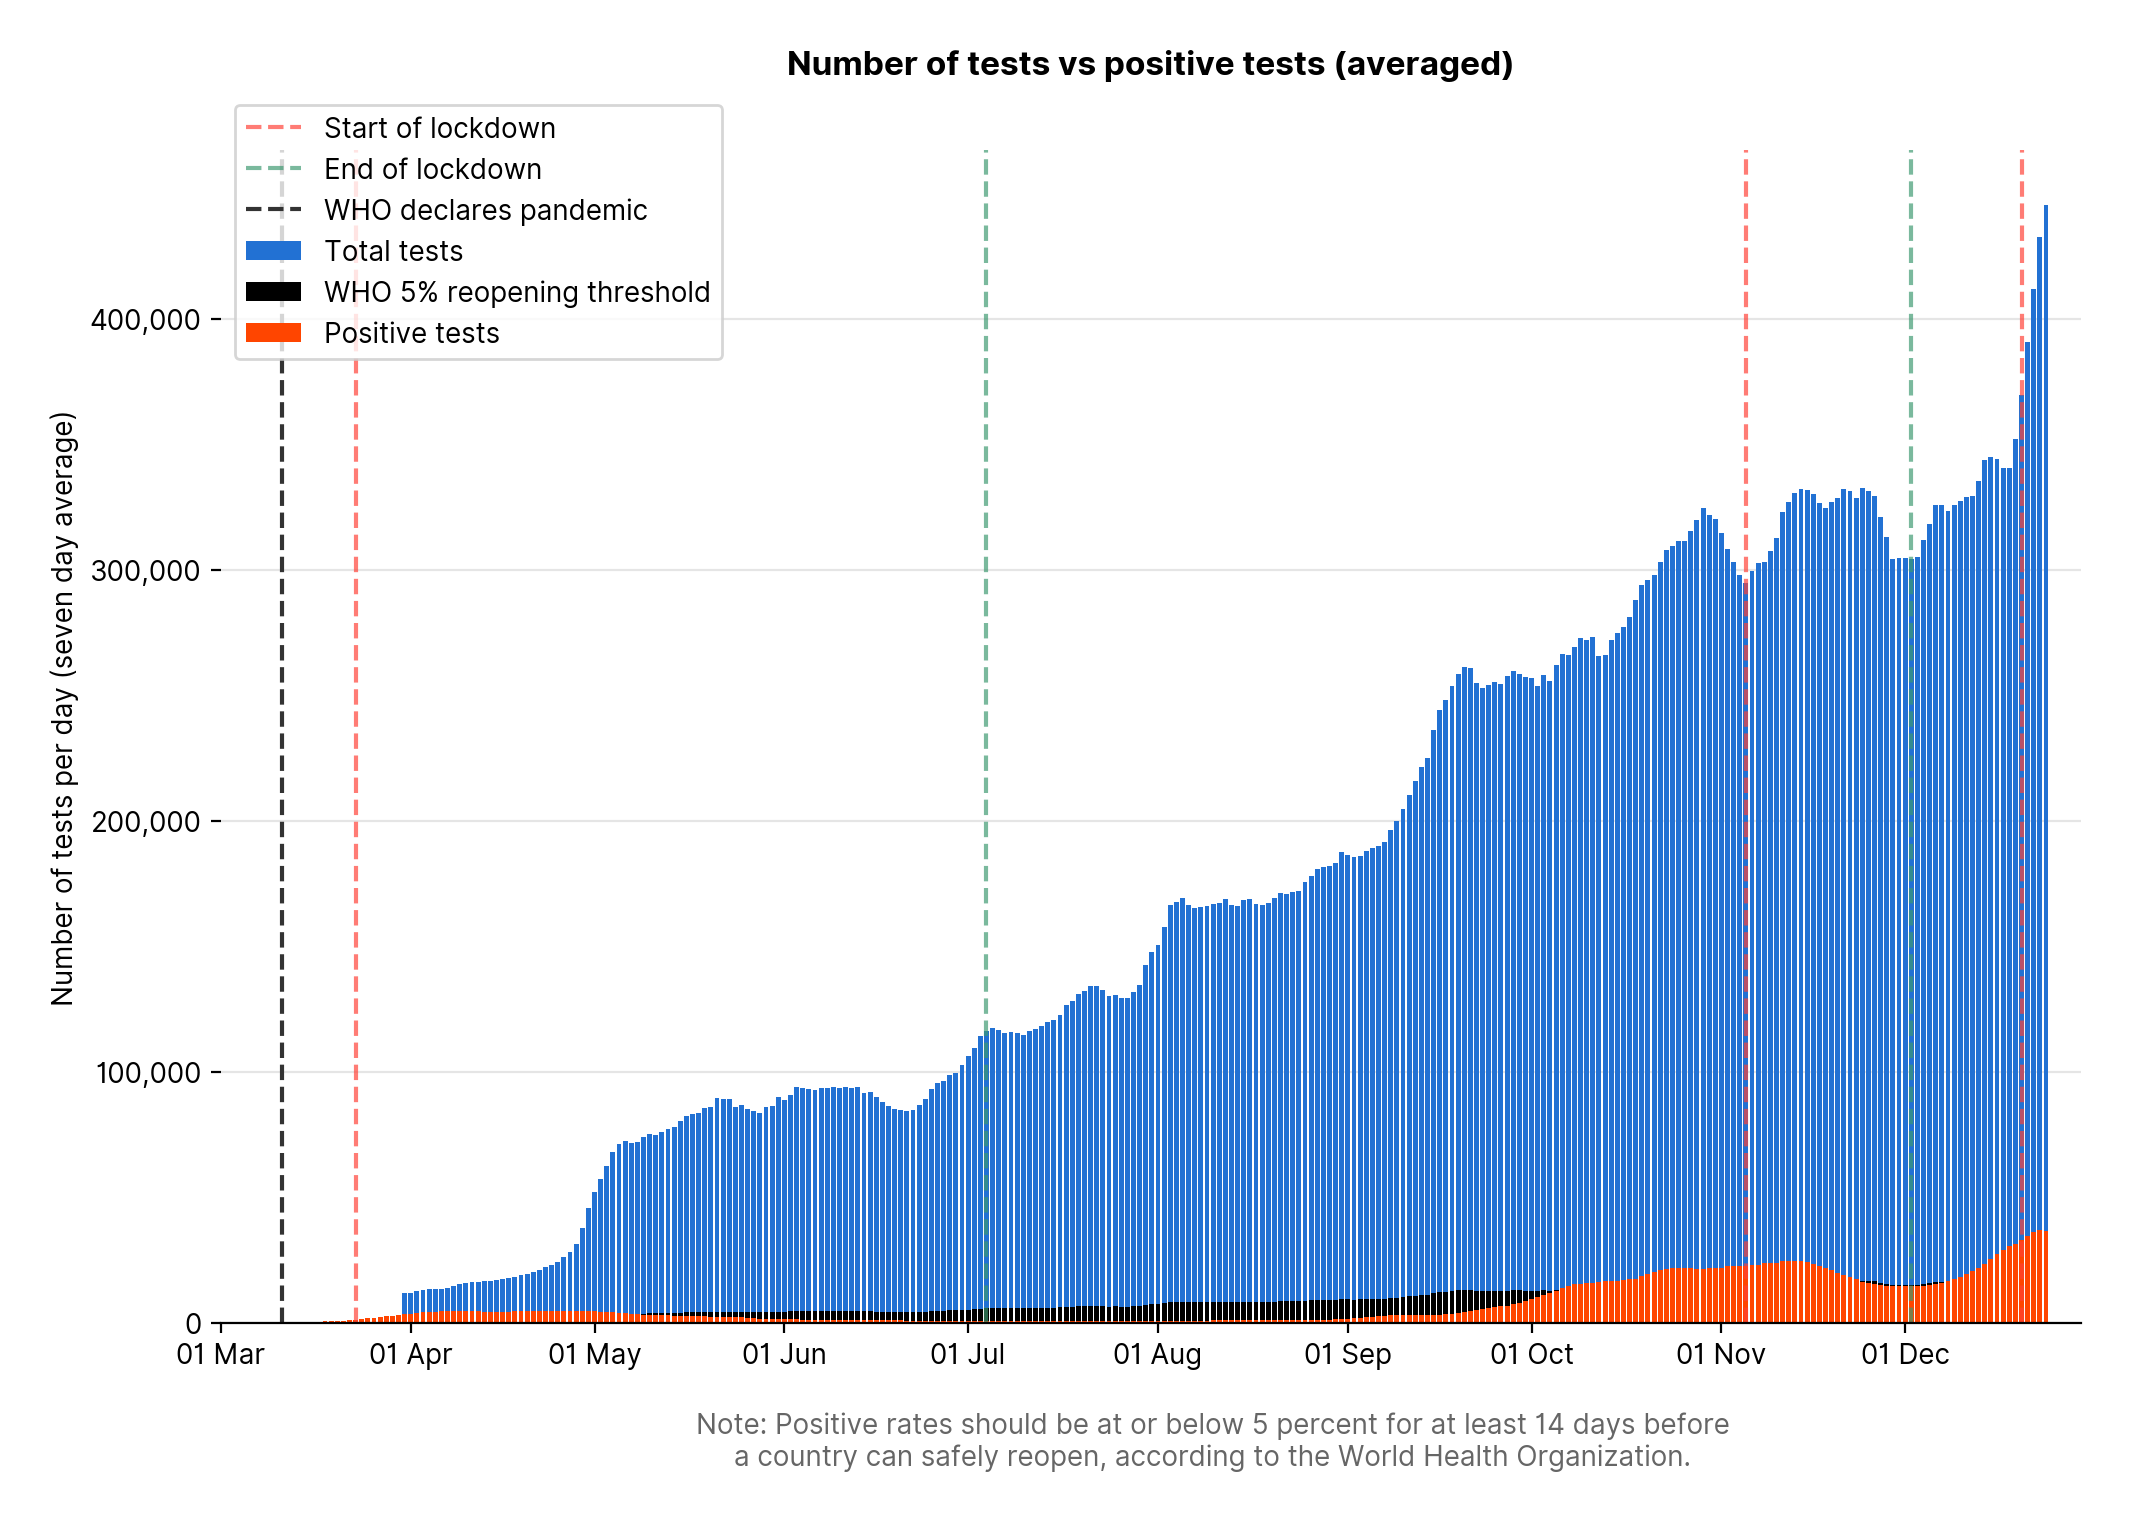 Number of tests vs positive tests (averaged)
Start of lockdown
End of lockdown
WHO declares pandemic
Total tests
WHO 5% reopening threshold
Positive tests
Number of tests per day (seven day average)
400,000
300,000
200,000
100,000
0
01 Mar 01 Apr 01 May 01 Jun 01 Jul 01 Aug 01 Sep 01 Oct 01 Nov 01 Dec
Note: Positive rates should be at or below 5 percent for at least 14 days before
a country can safely reopen, according to the World Health Organization.